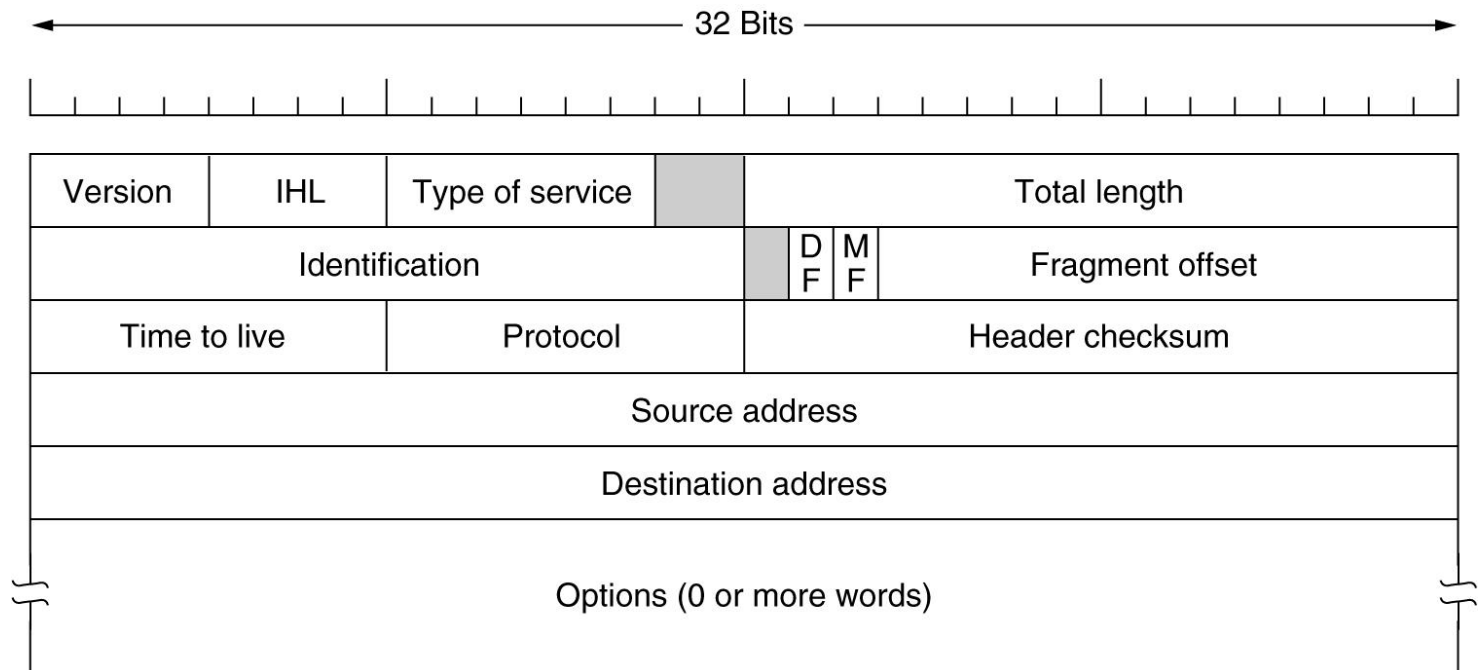 32 Bits
Version IHL Type of service Total length
Identification D F M F Fragment offset
Time to live Protocol Header checksum
Source address
Destination address
Options (0 or more words)